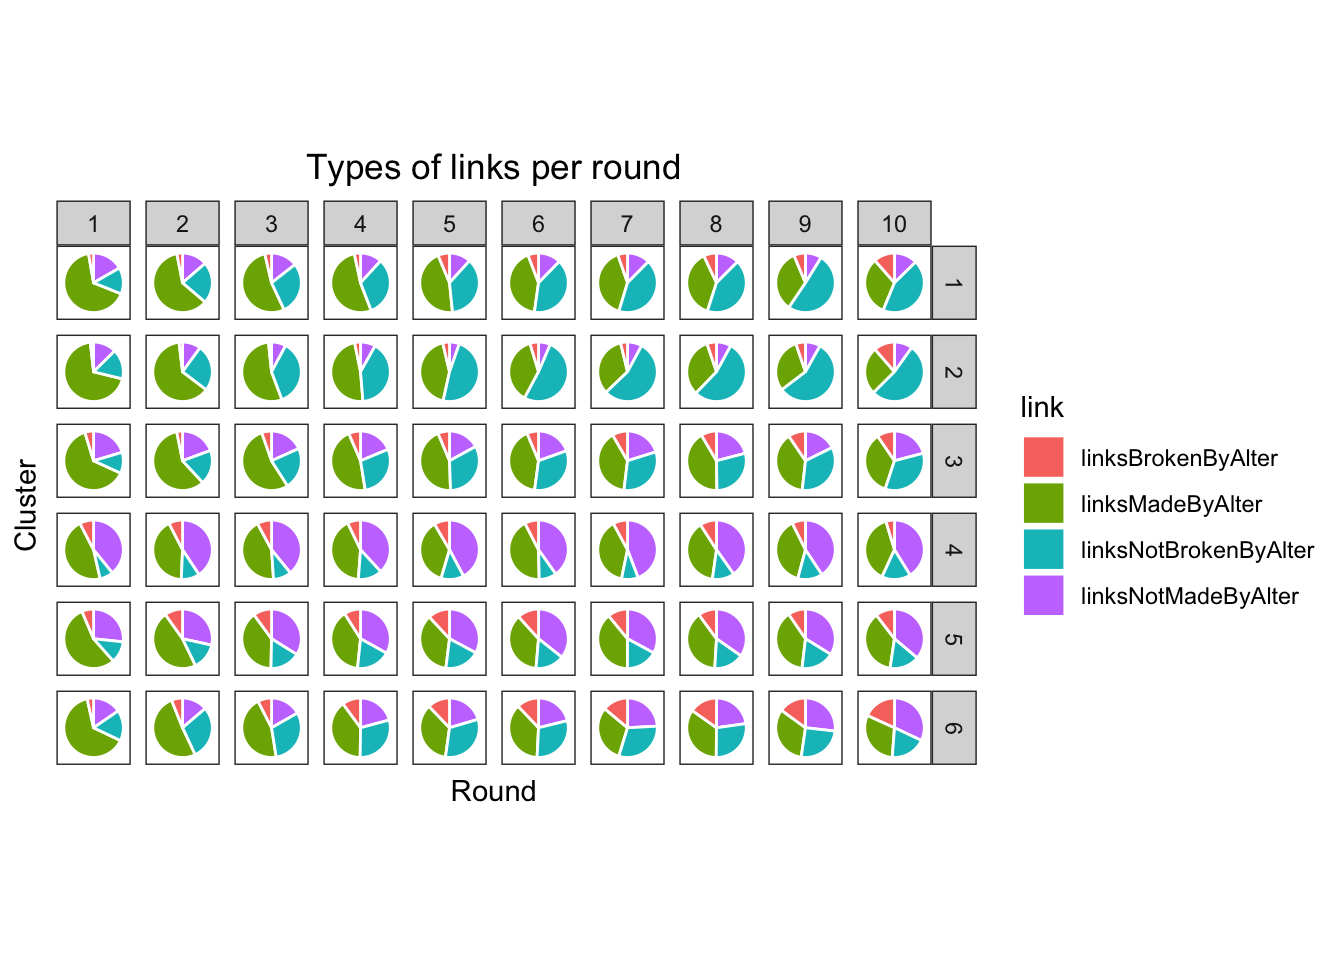 Types of links per round
1 2 3 4 5 6 7 8 9 10
1
2
3
4
5
6
Cluster
Round
link
linksBrokenByAlter
linksMadeByAlter
linksNotBrokenByAlter
linksNotMadeByAlter